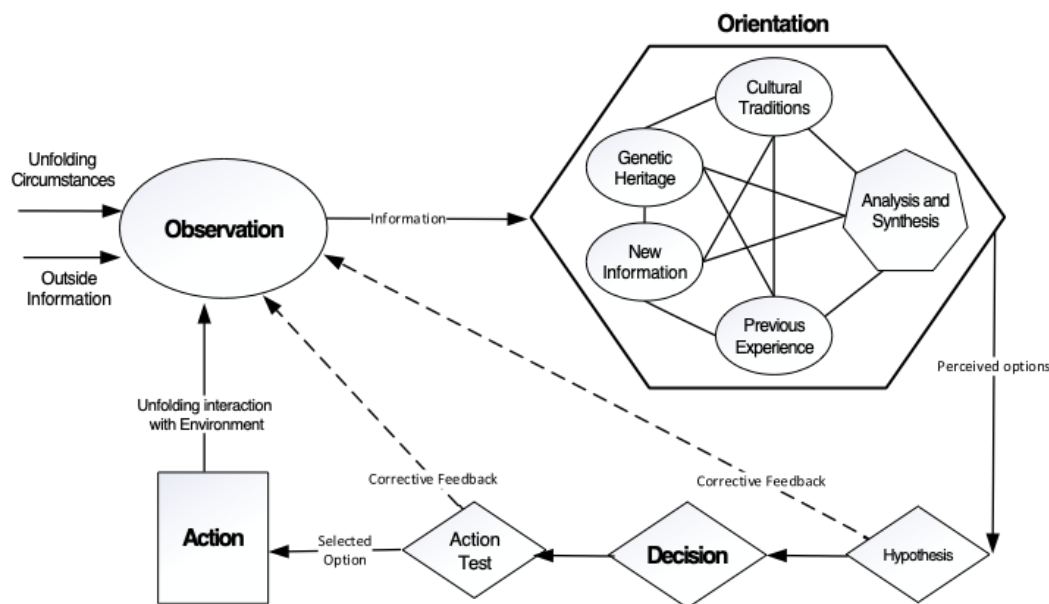 Orientation
Cultural
Traditions
Genetic
Heritage
Analysis and
Synthesis
New
Information
Previous
Experience
Unfolding
Circumstances
Observation
Information
Outside
Information
Perceived options
Unfolding interaction
with Environment
Corrective Feedback
Corrective Feedback
Action
Selected
Option
Action
Test
Decision
Hypothesis